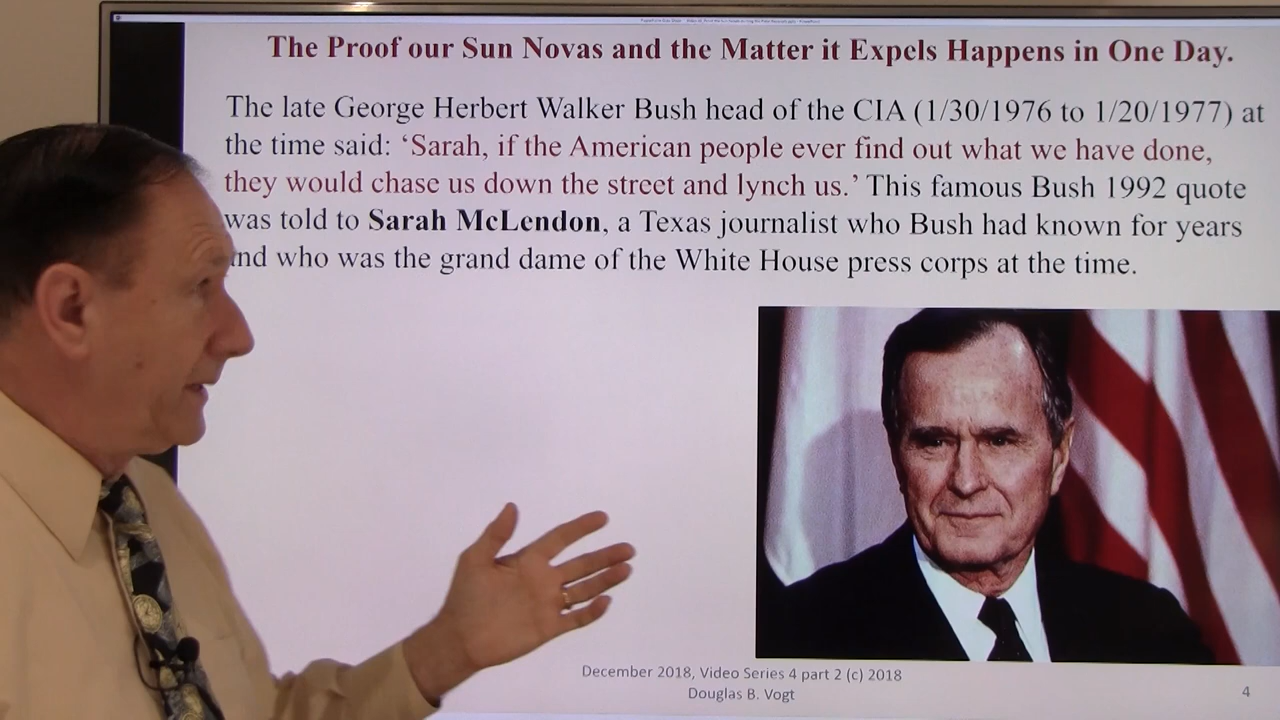 The Proof our Sun Novas and the Matter it Expels Happens in One Day.
The late George Herbert Walker Bush head of the CIA (1/30/1976 to 1/20/1977) at
the time said: ‘Sarah, if the American people ever find out what we have done,
they would chase us down the street and lynch us.’ This famous Bush 1992 quote
was told to Sarah McLendon, a Texas journalist who Bush had known for years
and who was the grand dame of the White House press corps at the time.
December 2018, Video Series 4 part 2 (c) 2018
Douglas B. Vogt
4